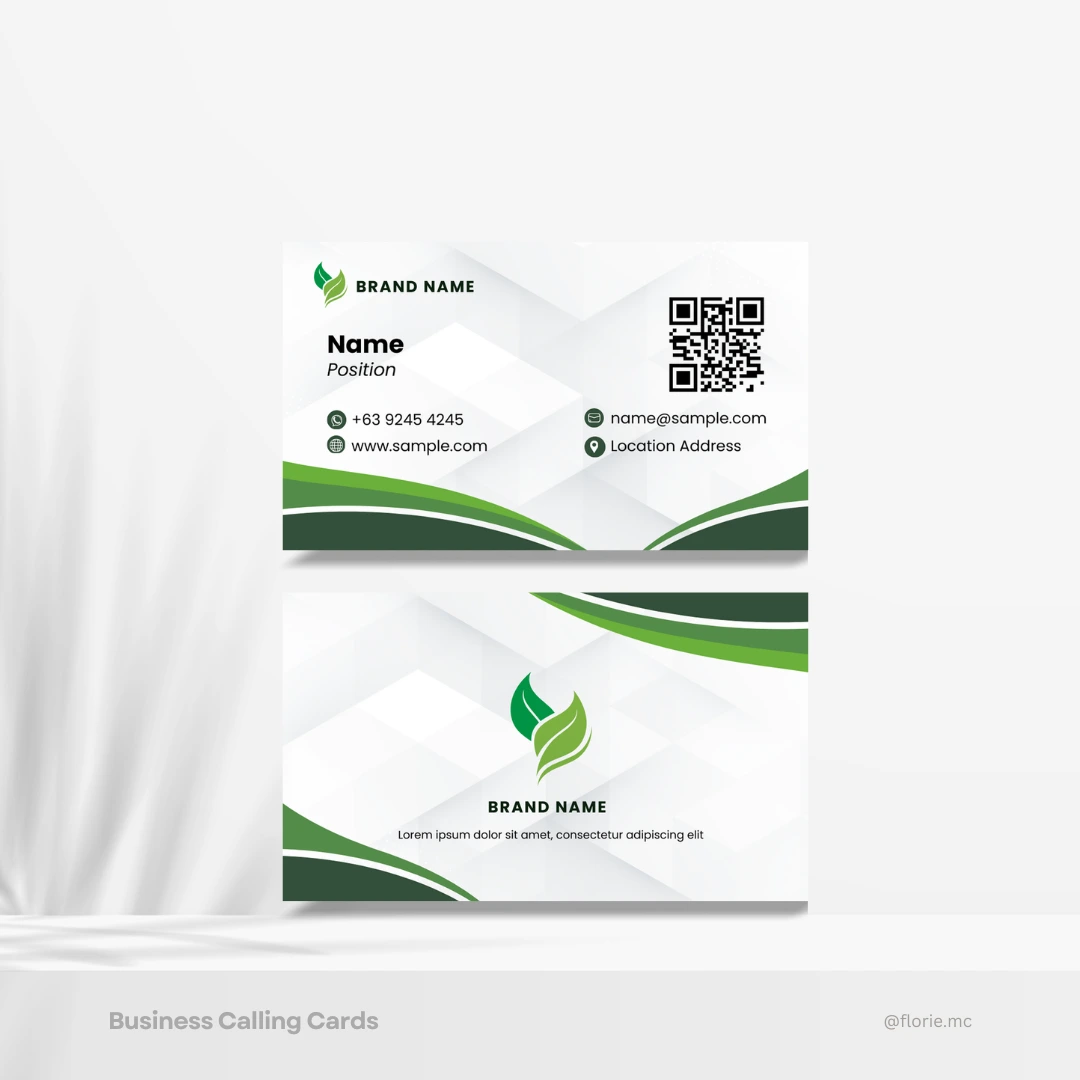 BRAND NAME
Name
Position
+63 9245 4245
www.sample.com
name@sample.com
Location Address
BRAND NAME
Lorem ipsum dolor sit amet, consectetur adipiscing elit
Business Calling Cards
@florie.mc